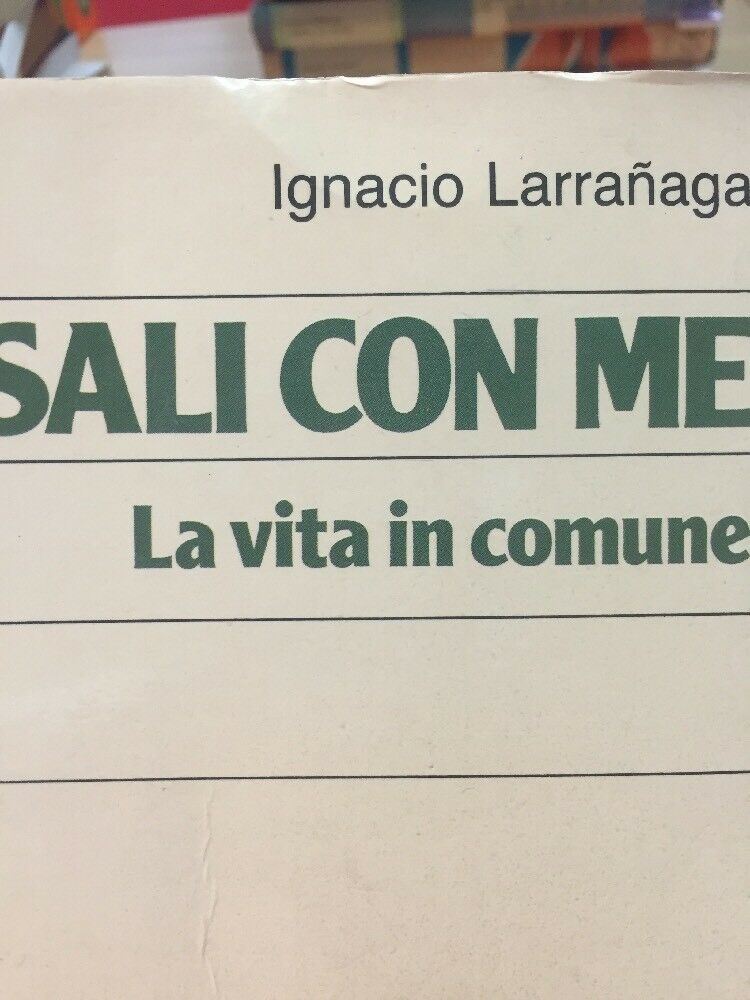 Ignacio Larrañaga
SALI CON ME
La vita in comune